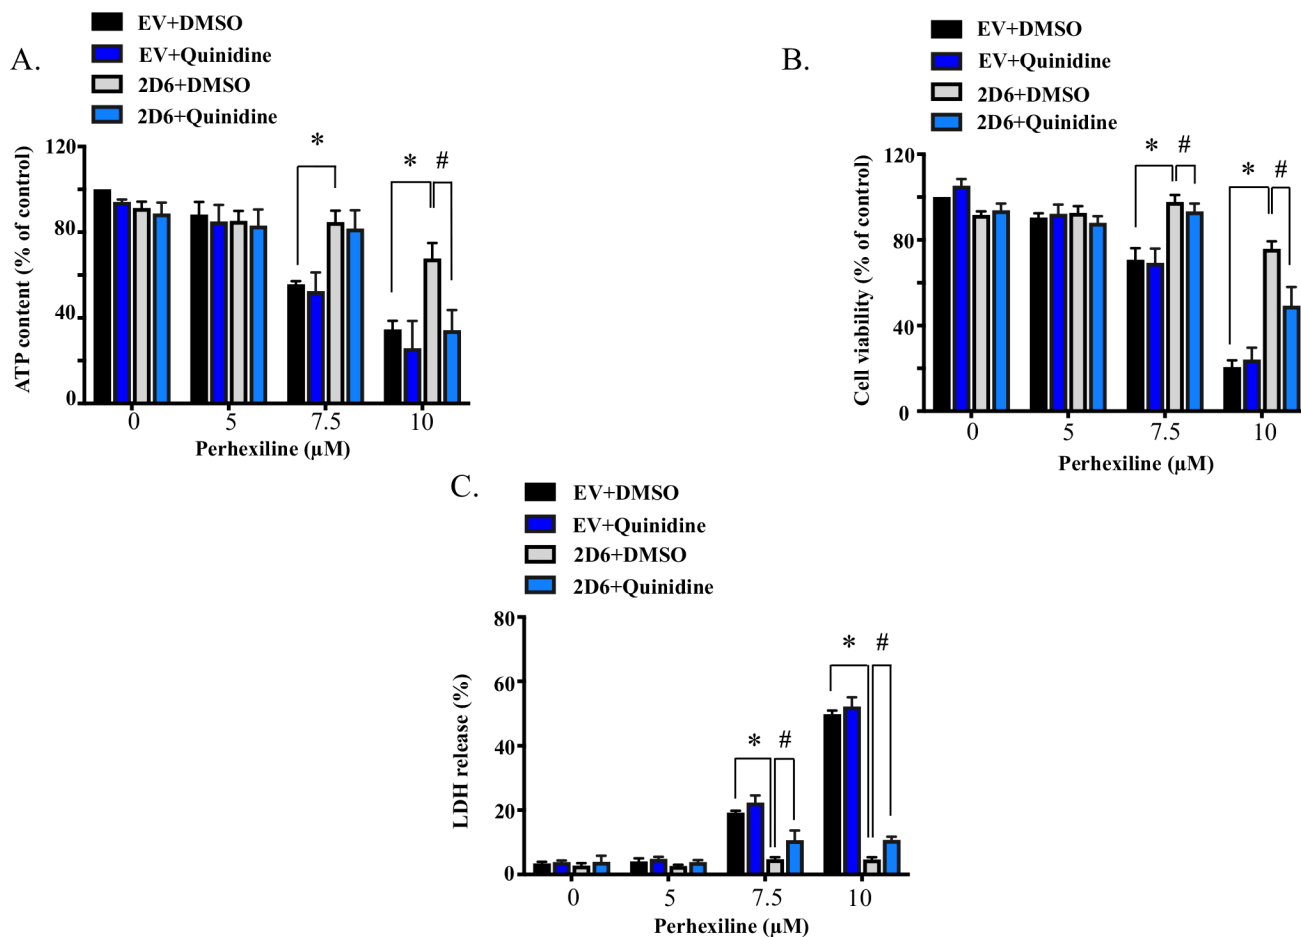 A.
EV+DMSO
EV+Quinidine
2D6+DMSO
2D6+Quinidine
ATP content (% of control)
120
80
40
0
* * #
0 5 7.5 10
Perhexiline (µM)
B.
EV+DMSO
EV+Quinidine
2D6+DMSO
2D6+Quinidine
Cell viability (% of control)
120
80
40
0
* # * #
0 5 7.5 10
Perhexiline (µM)
C.
EV+DMSO
EV+Quinidine
2D6+DMSO
2D6+Quinidine
LDH release (%)
80
60
40
20
0
* # * #
0 5 7.5 10
Perhexiline (µM)